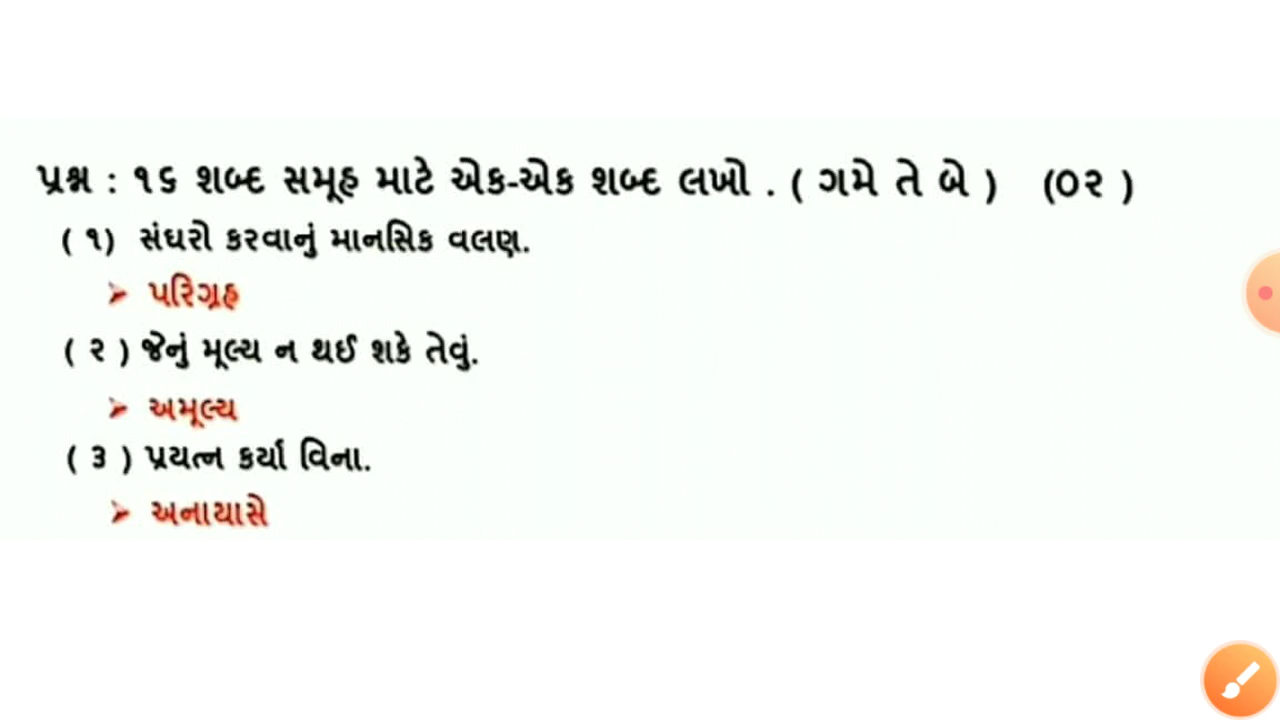 પ્રશ્ન : ૧૬ શબ્દ સમૂહ માટે એક-એક શબ્દ લખો . ( ગમે તે બે ) (૦૨ )
( ૧) સંઘરો કરવાનું માનસિક વલણ.
➢ પરિગ્રહ
( ૨ ) જેનું મૂલ્ય ન થઈ શકે તેવું.
➢ અમૂલ્ય
( ૩ ) પ્રયત્ન કર્યા વિના.
➢ અનાયાસે